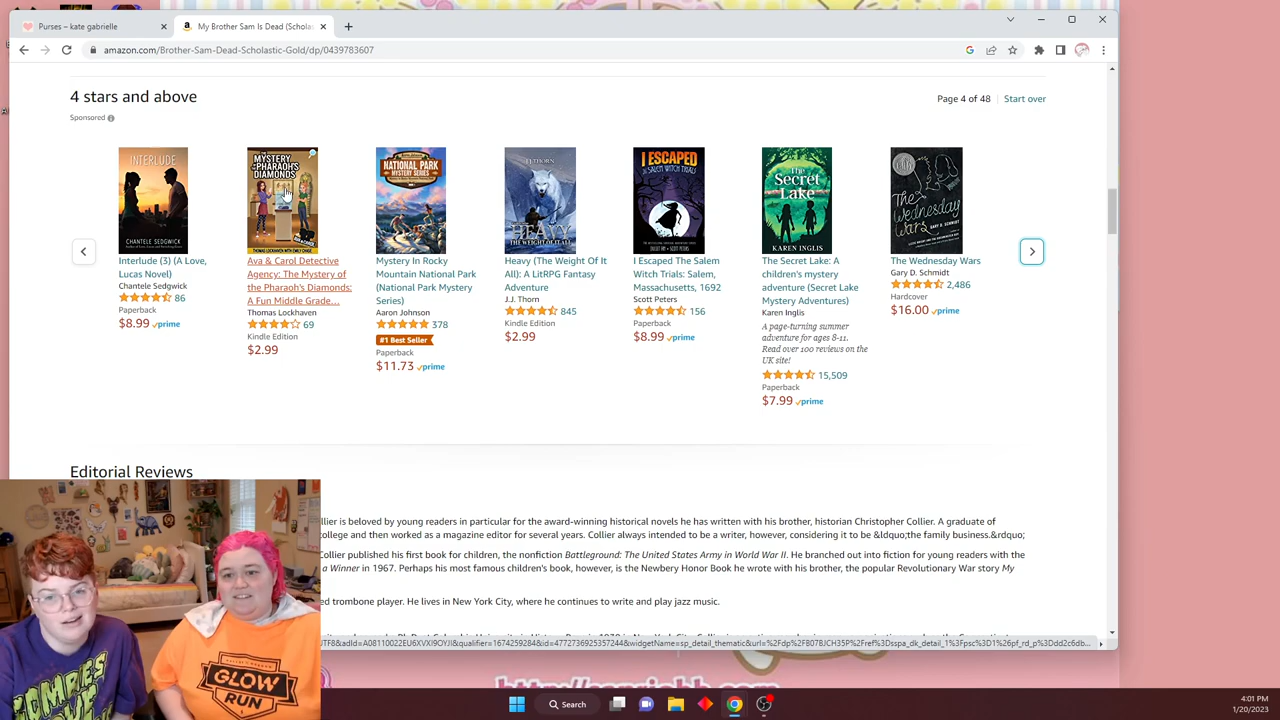 Purses – kate gabrielle
My Brother Sam Is Dead (Scholas
amazon.com/Brother-Sam-Dead-Scholastic-Gold/dp/0439783607
4 stars and above
Page 4 of 48
Start over
Sponsored
INTERLUDE
CHANTELE SEDGWICK
Interlude (3) (A Love,
Lucas Novel)
Chantele Sedgwick
86
Paperback
$8.99 prime
THE
MYSTERY
OF THE PHARAOH'S
DIAMONDS
Ava & Carol Detective
Agency: The Mystery of
the Pharaoh's Diamonds:
A Fun Middle Grade…
Thomas Lockhaven
69
Kindle Edition
$2.99
NATIONAL PARK
MYSTERY SERIES
Mystery In Rocky
Mountain National Park
(National Park Mystery
Series)
Aaron Johnson
378
#1 Best Seller
Paperback
$11.73 prime
HEAVY
THE WEIGHT OF IT ALL
Heavy (The Weight Of It
All): A LitRPG Fantasy
Adventure
J.J. Thorn
845
Kindle Edition
$2.99
I ESCAPED
THE SALEM WITCH TRIALS
I Escaped The Salem
Witch Trials: Salem,
Massachusetts, 1692
Scott Peters
156
Paperback
$8.99 prime
The
Secret
Lake
KAREN INGLIS
The Secret Lake: A
children's mystery
adventure (Secret Lake
Mystery Adventures)
Karen Inglis
A page-turning summer
adventure for ages 8-11.
Read over 100 reviews on the
UK site!
15,509
Paperback
$7.99 prime
The
Wednesday
Wars
The Wednesday Wars
Gary D. Schmidt
2,486
Hardcover
$16.00 prime
Editorial Reviews
llier is beloved by young readers in particular for the award-winning historical novels he has written with his brother, historian Christopher Collier. A graduate of
ollege and then worked as a magazine editor for several years. Collier always intended to be a writer, however, considering it to be &ldquo;the family business.&rdquo;
Collier published his first book for children, the nonfiction Battleground: The United States Army in World War II. He branched out into fiction for young readers with the
a Winner in 1967. Perhaps his most famous children's book, however, is the Newbery Honor Book he wrote with his brother, the popular Revolutionary War story My
ed trombone player. He lives in New York City, where he continues to write and play jazz music.
ZOMBIES
GLOW
RUN
Search
4:01 PM
1/20/2023